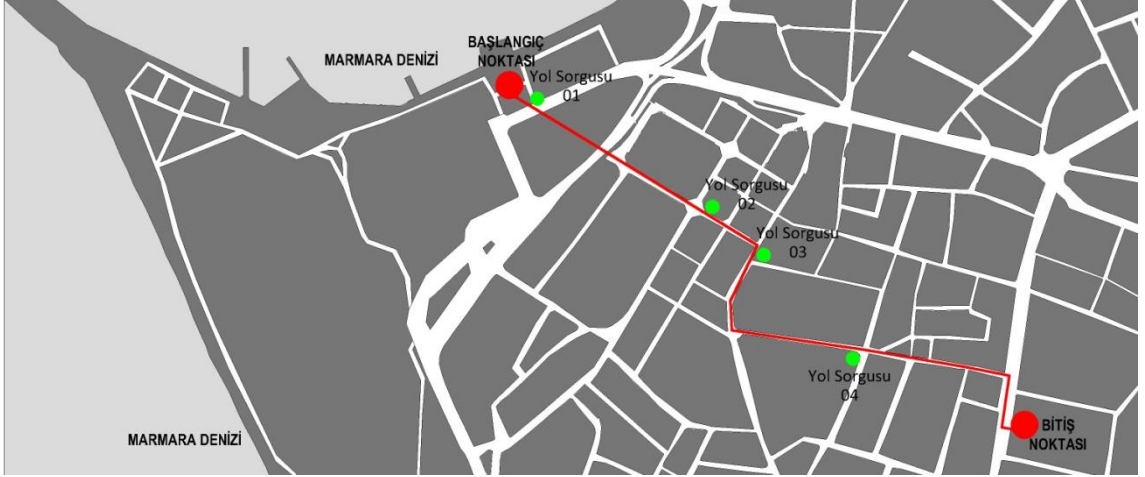 MARMARA DENİZİ
BAŞLANGIÇ
NOKTASI
Yol Sorgusu
01
Yol Sorgusu
02
Yol Sorgusu
03
Yol Sorgusu
04
BİTİŞ
NOKTASI
MARMARA DENİZİ